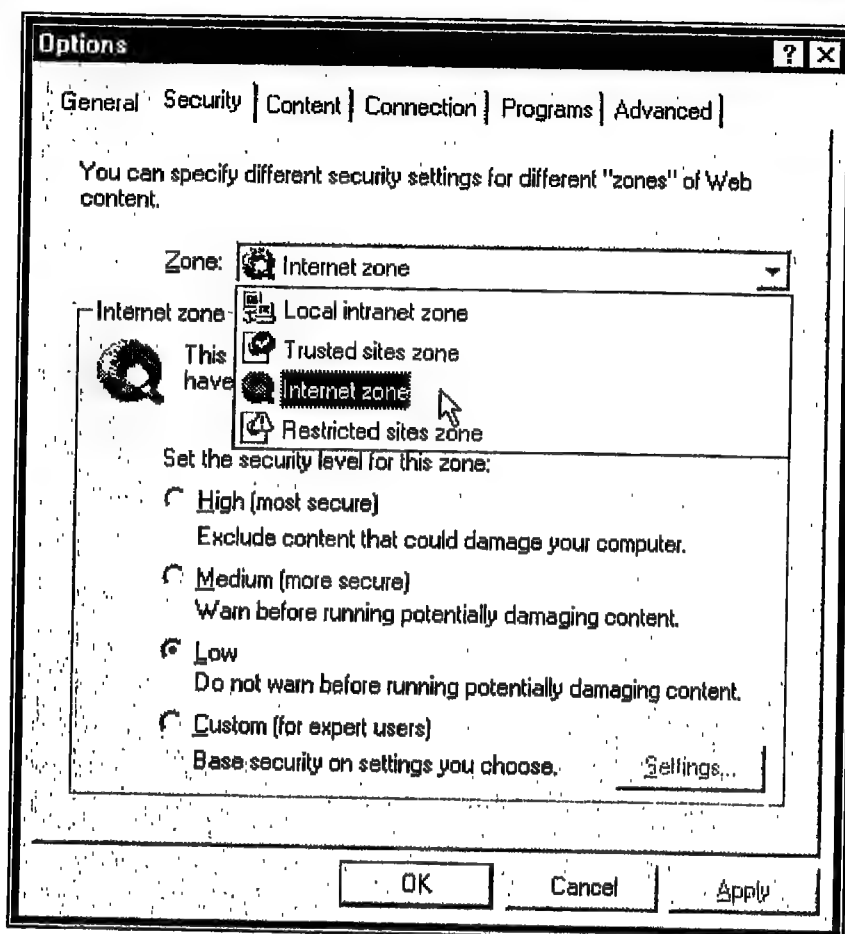 Options
General Security Content Connection Programs Advanced
You can specify different security settings for different "zones" of Web
content.
Zone: Internet zone
Internet zone
Local intranet zone
Trusted sites zone
This
have
Internet zone
Restricted sites zone
Set the security level for this zone:
High (most secure)
Exclude content that could damage your computer.
Medium (more secure)
Warn before running potentially damaging content.
Low
Do not warn before running potentially damaging content.
Custom (for expert users)
Base security on settings you choose.
Settings...
OK Cancel Apply